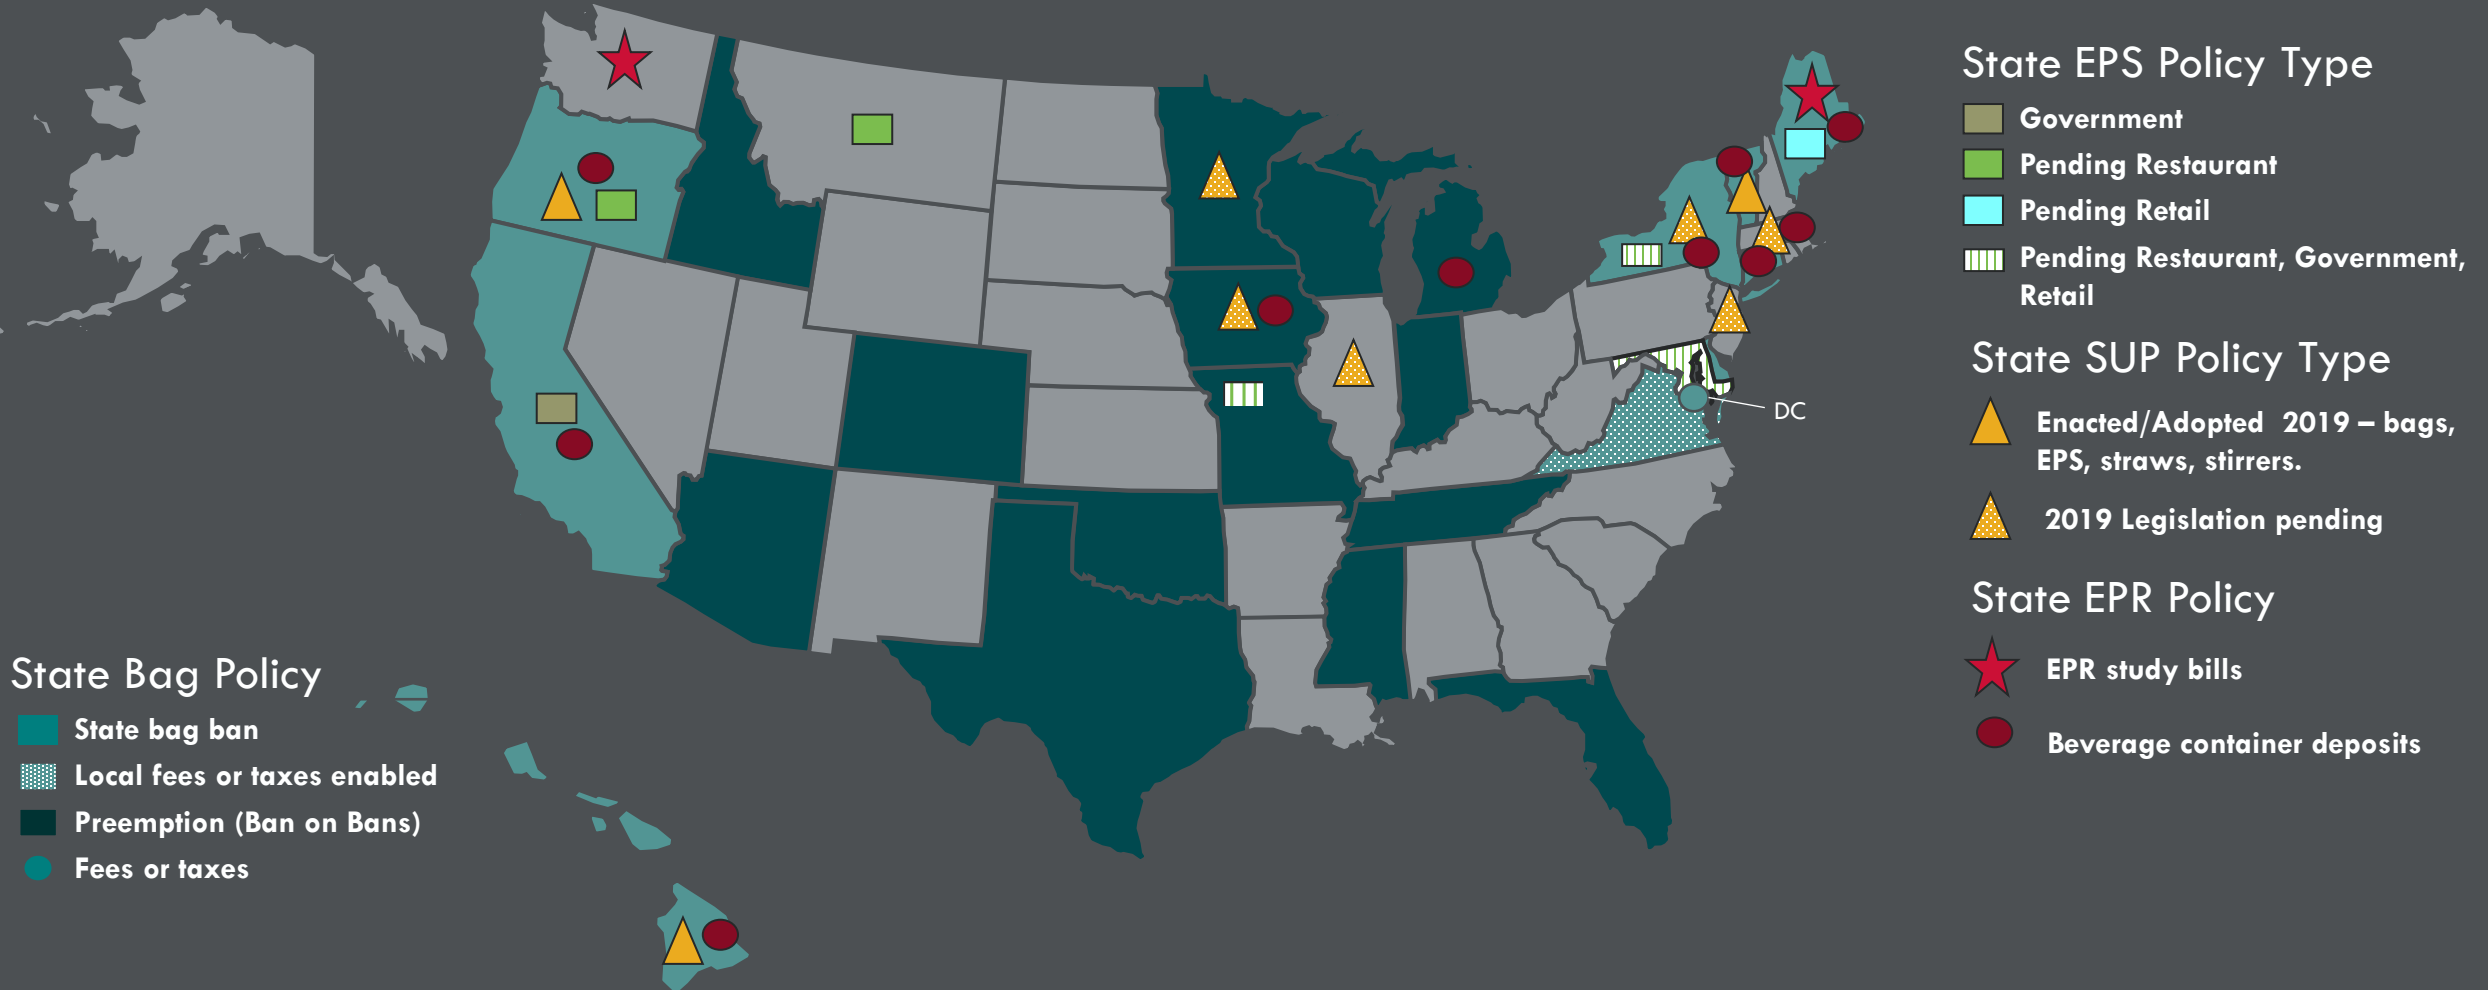 State EPS Policy Type
Government
Pending Restaurant
Pending Retail
Pending Restaurant, Government,
Retail
State SUP Policy Type
Enacted/Adopted 2019 – bags,
EPS, straws, stirrers.
2019 Legislation pending
State EPR Policy
EPR study bills
Beverage container deposits
DC
State Bag Policy
State bag ban
Local fees or taxes enabled
Preemption (Ban on Bans)
Fees or taxes